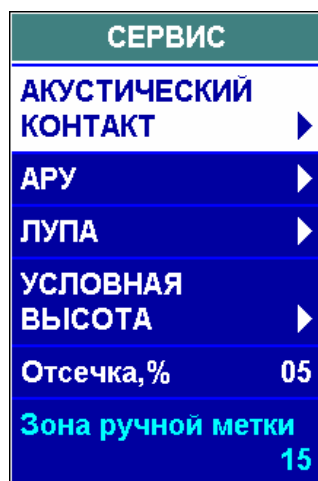 СЕРВИС
АКУСТИЧЕСКИЙ
КОНТАКТ
АРУ
ЛУПА
УСЛОВНАЯ
ВЫСОТА
Отсечка,% 05
Зона ручной метки
15